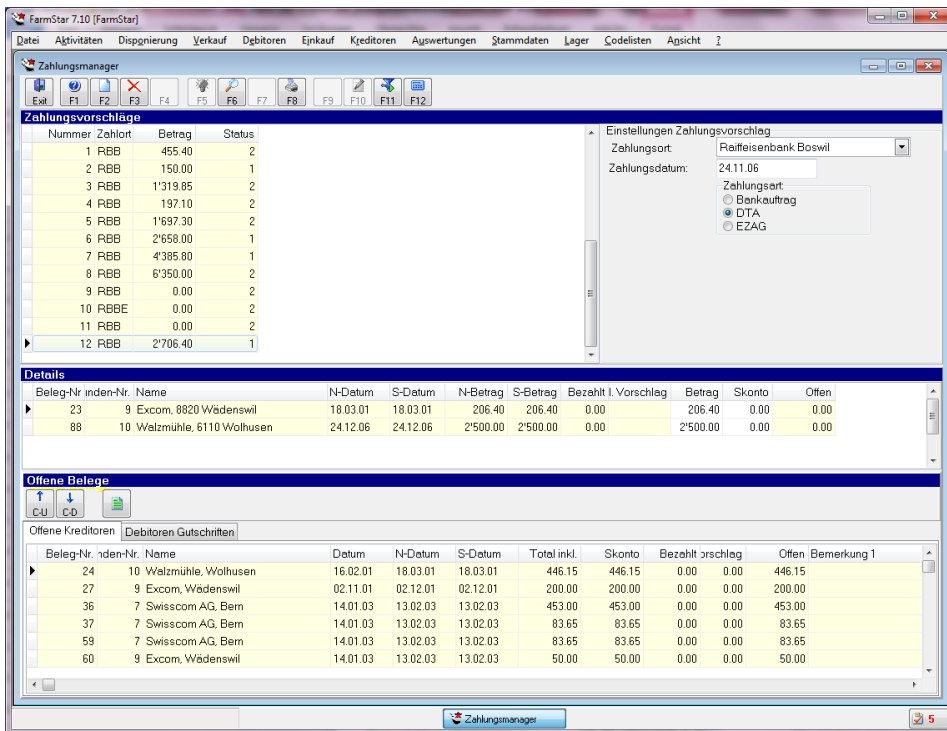 FarmStar 7.10 [FarmStar]
Datei Aktivitäten Disponierung Verkauf Debitoren Einkauf Kreditoren Auswertungen Stammdaten Lager Codelisten Ansicht ?
Zahlungsmanager
Exit F1 F2 F3 F4 F5 F6 F7 F8 F9 F10 F11 F12
Zahlungsvorschläge
Nummer Zahlort Betrag Status
1 RBB 455.40 2
2 RBB 150.00 1
3 RBB 1'319.85 2
4 RBB 197.10 2
5 RBB 1'697.30 2
6 RBB 2'658.00 1
7 RBB 4'385.80 1
8 RBB 6'350.00 2
9 RBB 0.00 2
10 RBBE 0.00 2
11 RBB 0.00 2
12 RBB 2'706.40 1
Einstellungen Zahlungsvorschlag
Zahlungsort: Raiffeisenbank Boswil
Zahlungsdatum: 24.11.06
Zahlungsart:
Bankauftrag
DTA
EZAG
Details
Beleg-Nr unden-Nr. Name N-Datum S-Datum N-Betrag S-Betrag Bezahlt l. Vorschlag Betrag Skonto Offen
23 9 Excom, 8820 Wädenswil 18.03.01 18.03.01 206.40 206.40 0.00 206.40 0.00 0.00
88 10 Walzmühle, 6110 Wolhusen 24.12.06 24.12.06 2'500.00 2'500.00 0.00 2'500.00 0.00 0.00
Offene Belege
C-U C-D
Offene Kreditoren Debitoren Gutschriften
Beleg-Nr. nden-Nr. Name Datum N-Datum S-Datum Total inkl. Skonto Bezahlt orschlag Offen Bemerkung 1
24 10 Walzmühle, Wolhusen 16.02.01 18.03.01 18.03.01 446.15 446.15 0.00 0.00 446.15
27 9 Excom, Wädenswil 02.11.01 02.12.01 02.12.01 200.00 200.00 0.00 0.00 200.00
36 7 Swisscom AG, Bern 14.01.03 13.02.03 13.02.03 453.00 453.00 0.00 0.00 453.00
37 7 Swisscom AG, Bern 14.01.03 13.02.03 13.02.03 83.65 83.65 0.00 0.00 83.65
59 7 Swisscom AG, Bern 14.01.03 13.02.03 13.02.03 83.65 83.65 0.00 0.00 83.65
60 9 Excom, Wädenswil 14.01.03 13.02.03 13.02.03 50.00 50.00 0.00 0.00 50.00
Zahlungsmanager
5